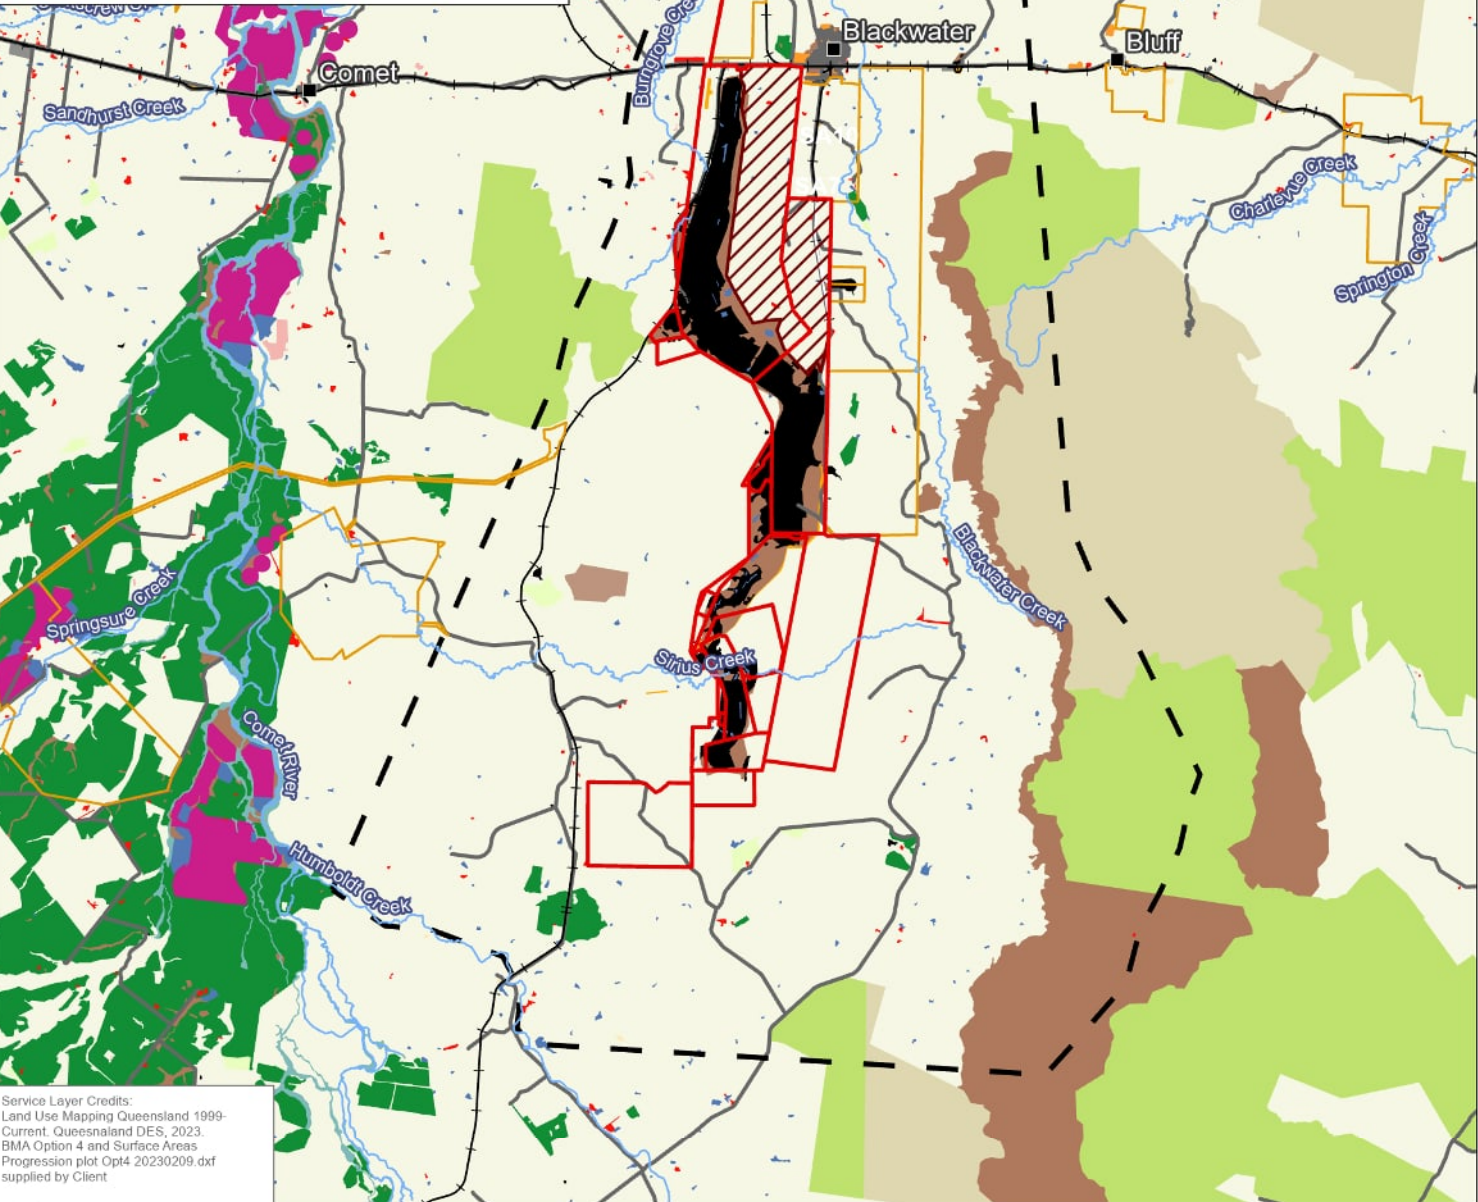 Blackwater
Bluff
Comet
Sandhurst Creek
Charlevue Creek
Springton Creek
Blackwater Creek
Springsure Creek
Sirius Creek
Comet River
Humboldt Creek
Service Layer Credits:
Land Use Mapping Queensland 1999-
Current. Queesnaland DES, 2023.
BMA Option 4 and Surface Areas
Progression plot Opt4 20230209.dxf
supplied by Client